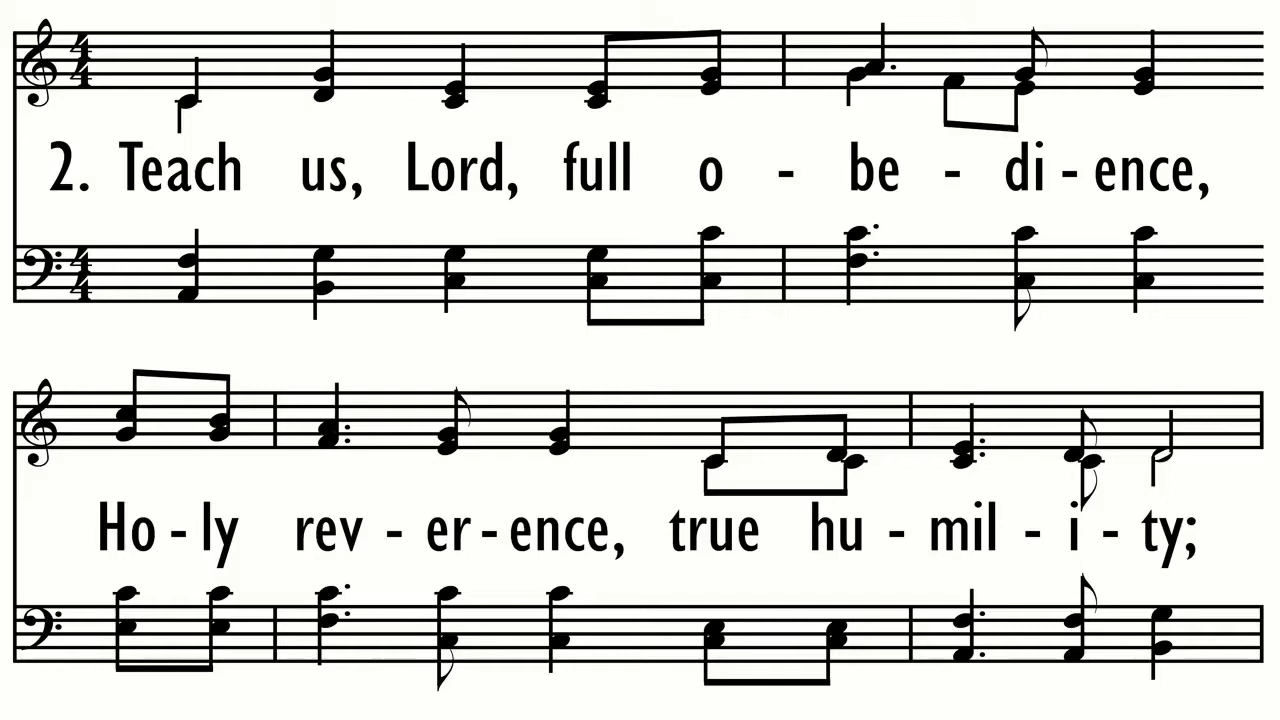 2. Teach us, Lord, full o - be - di - ence,
Ho - ly rev - er - ence, true hu - mil - i - ty;